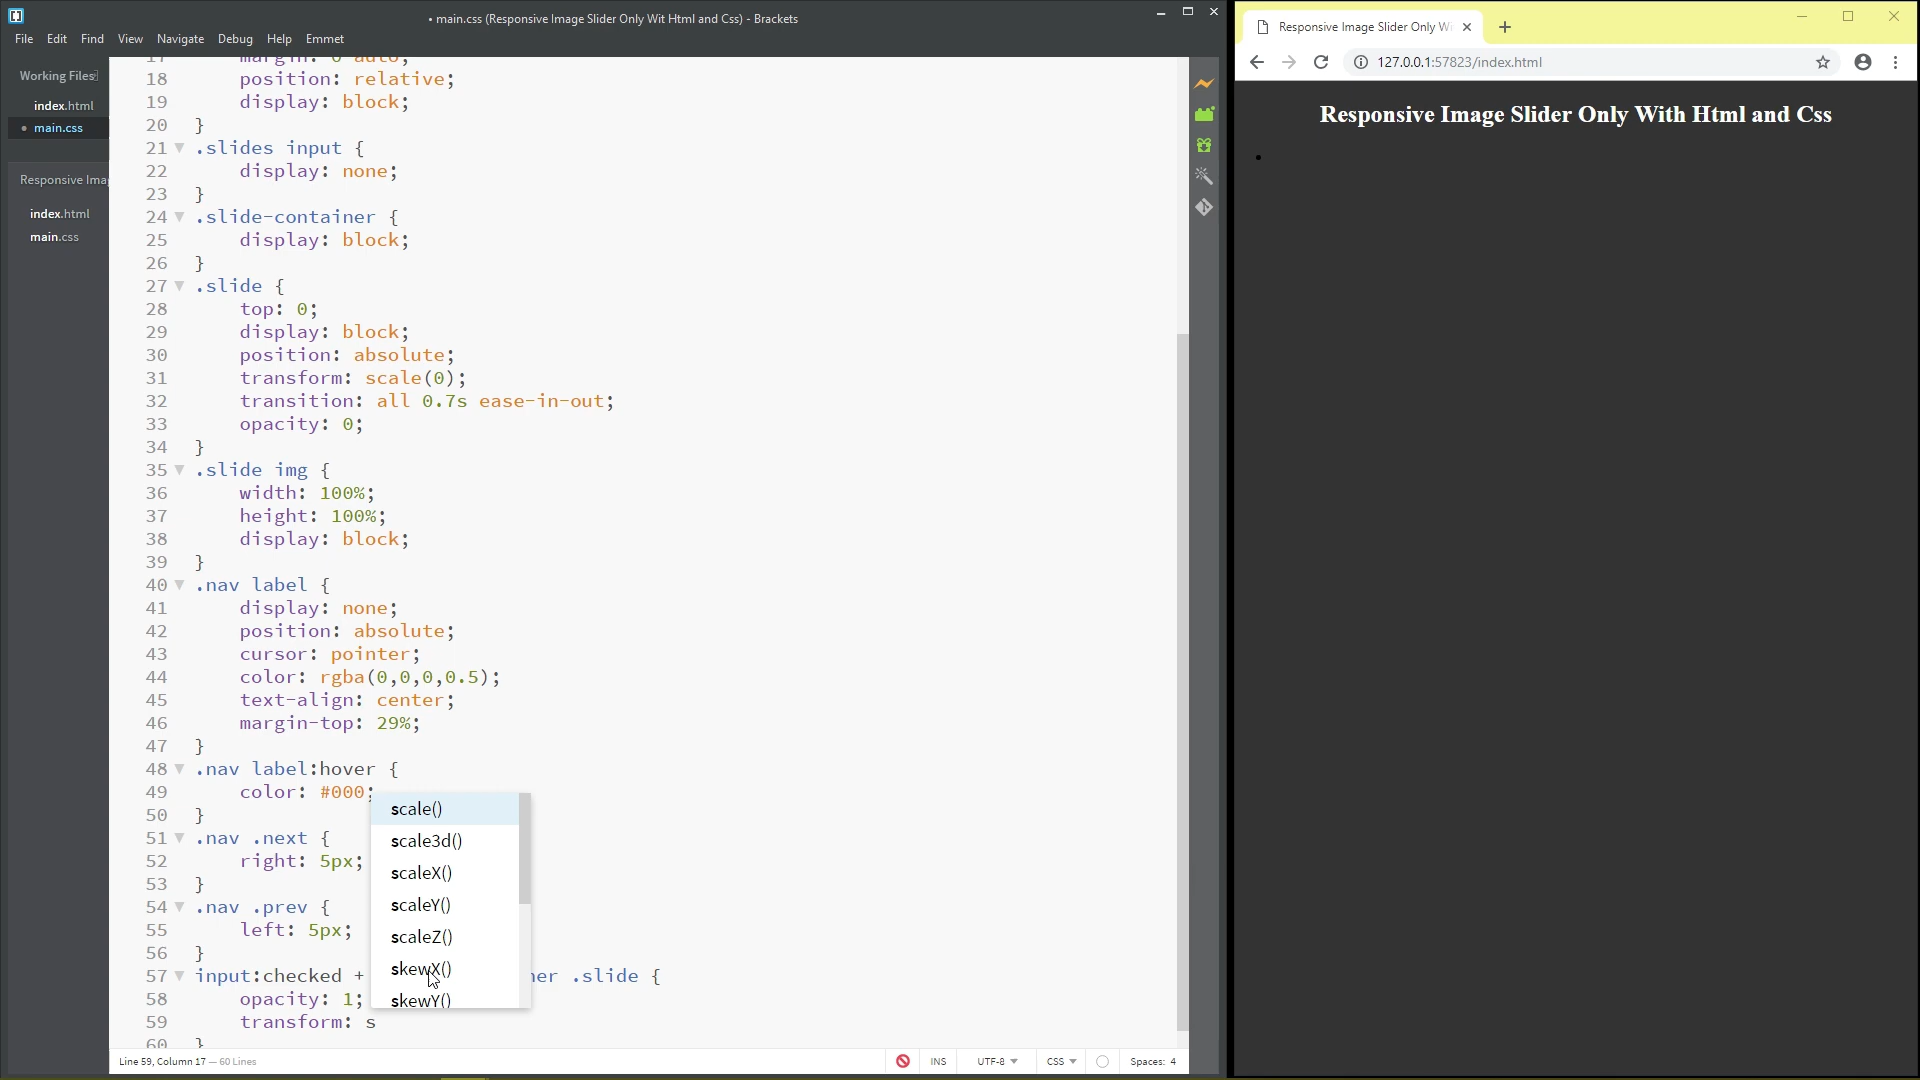 • main.css (Responsive Image Slider Only Wit Html and Css) - Brackets
File Edit Find View Navigate Debug Help Emmet
Working Files
index.html
• main.css
Responsive Ima
index.html
main.css
17 margin: 0 auto;
18 position: relative;
19 display: block;
20 }
21 .slides input {
22 display: none;
23 }
24 .slide-container {
25 display: block;
26 }
27 .slide {
28 top: 0;
29 display: block;
30 position: absolute;
31 transform: scale(0);
32 transition: all 0.7s ease-in-out;
33 opacity: 0;
34 }
35 .slide img {
36 width: 100%;
37 height: 100%;
38 display: block;
39 }
40 .nav label {
41 display: none;
42 position: absolute;
43 cursor: pointer;
44 color: rgba(0,0,0,0.5);
45 text-align: center;
46 margin-top: 29%;
47 }
48 .nav label:hover {
49 color: #000;
50 }
51 .nav .next {
52 right: 5px;
53 }
54 .nav .prev {
55 left: 5px;
56 }
57 input:checked + ner .slide {
58 opacity: 1;
59 transform: s
60 }
scale()
scale3d()
scaleX()
scaleY()
scaleZ()
skewX()
skewY()
Line 59, Column 17 — 60 Lines
INS UTF-8 CSS Spaces: 4
Responsive Image Slider Only Wi
127.0.0.1:57823/index.html
Responsive Image Slider Only With Html and Css